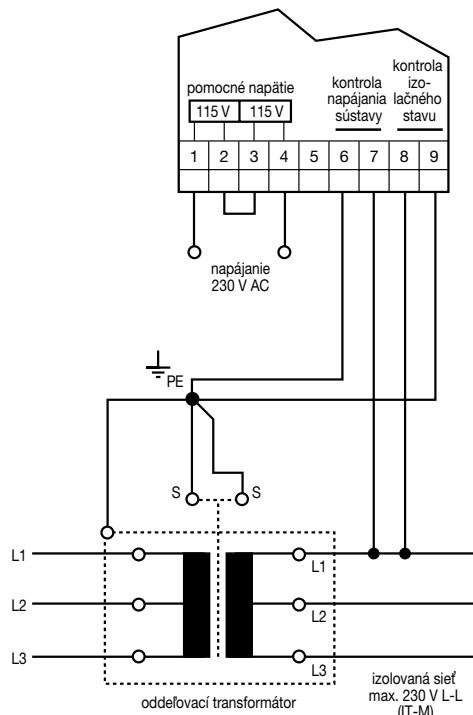 pomocné napätie
kontrola
napájania
sústavy
kontrola
izo-
lačného
stavu
115 V 115 V
1 2 3 4 5 6 7 8 9
napájanie
230 V AC
PE
S S
L1 L1
L2 L2
L3 L3
oddeľovací transformátor
izolovaná sieť
max. 230 V L-L
(IT-M)